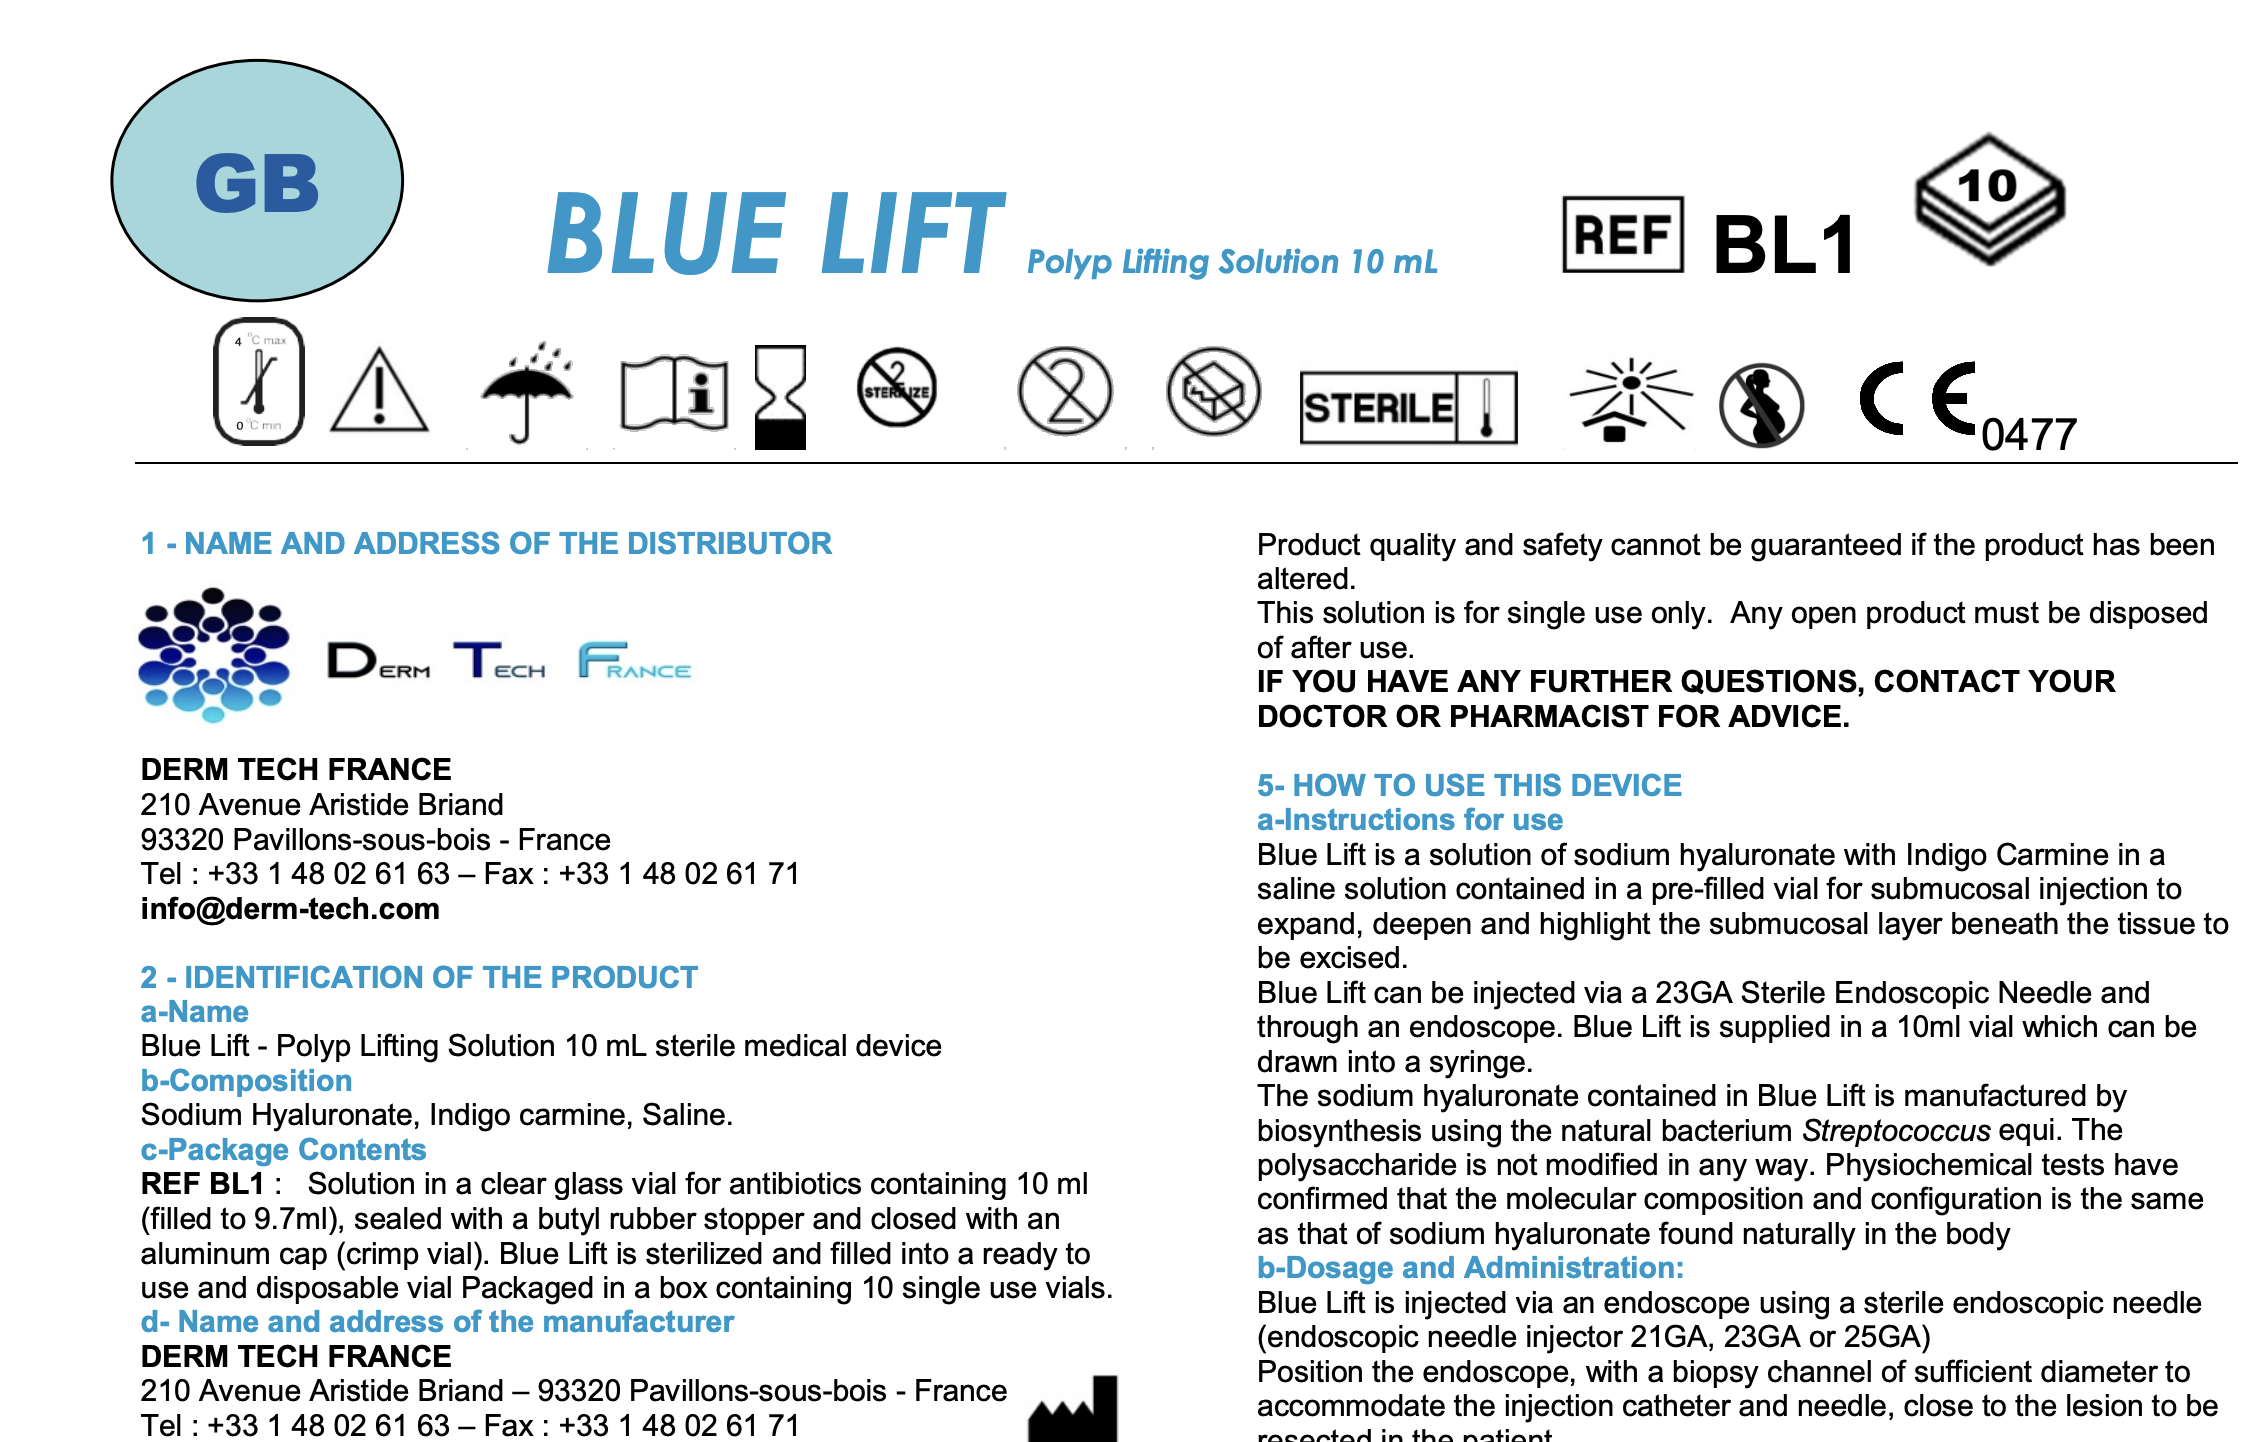 GB
BLUE LIFT Polyp Lifting Solution 10 mL
REF BL1
10
4 °C max
0 °C min
i
2
STERILIZE
2
STERILE
CE 0477
1 - NAME AND ADDRESS OF THE DISTRIBUTOR
DERM TECH FRANCE
DERM TECH FRANCE
210 Avenue Aristide Briand
93320 Pavillons-sous-bois - France
Tel : +33 1 48 02 61 63 – Fax : +33 1 48 02 61 71
info@derm-tech.com
2 - IDENTIFICATION OF THE PRODUCT
a-Name
Blue Lift - Polyp Lifting Solution 10 mL sterile medical device
b-Composition
Sodium Hyaluronate, Indigo carmine, Saline.
c-Package Contents
REF BL1 :   Solution in a clear glass vial for antibiotics containing 10 ml
(filled to 9.7ml), sealed with a butyl rubber stopper and closed with an
aluminum cap (crimp vial). Blue Lift is sterilized and filled into a ready to
use and disposable vial Packaged in a box containing 10 single use vials.
d- Name and address of the manufacturer
DERM TECH FRANCE
210 Avenue Aristide Briand – 93320 Pavillons-sous-bois - France
Tel : +33 1 48 02 61 63 – Fax : +33 1 48 02 61 71
Product quality and safety cannot be guaranteed if the product has been
altered.
This solution is for single use only.  Any open product must be disposed
of after use.
IF YOU HAVE ANY FURTHER QUESTIONS, CONTACT YOUR
DOCTOR OR PHARMACIST FOR ADVICE.
5- HOW TO USE THIS DEVICE
a-Instructions for use
Blue Lift is a solution of sodium hyaluronate with Indigo Carmine in a
saline solution contained in a pre-filled vial for submucosal injection to
expand, deepen and highlight the submucosal layer beneath the tissue to
be excised.
Blue Lift can be injected via a 23GA Sterile Endoscopic Needle and
through an endoscope. Blue Lift is supplied in a 10ml vial which can be
drawn into a syringe.
The sodium hyaluronate contained in Blue Lift is manufactured by
biosynthesis using the natural bacterium Streptococcus equi. The
polysaccharide is not modified in any way. Physiochemical tests have
confirmed that the molecular composition and configuration is the same
as that of sodium hyaluronate found naturally in the body
b-Dosage and Administration:
Blue Lift is injected via an endoscope using a sterile endoscopic needle
(endoscopic needle injector 21GA, 23GA or 25GA)
Position the endoscope, with a biopsy channel of sufficient diameter to
accommodate the injection catheter and needle, close to the lesion to be
resected in the patient